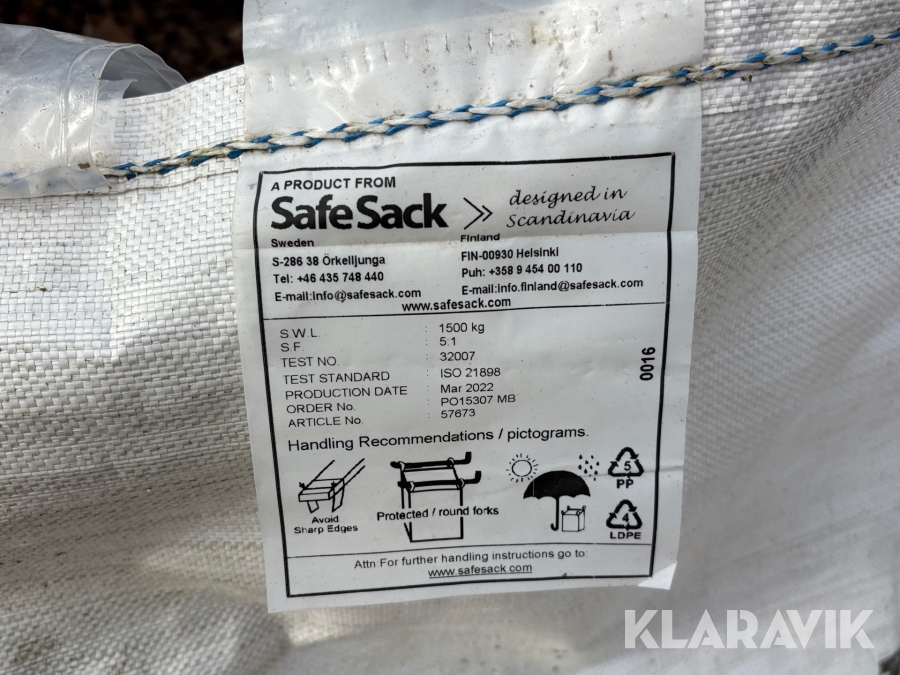 A PRODUCT FROM
SafeSack >> designed in Scandinavia
Sweden
S-286 38 Örkelljunga
Tel: +46 435 748 440
E-mail:info@safesack.com
Finland
FIN-00930 Helsinki
Puh: +358 9 454 00 110
E-mail:info.finland@safesack.com
www.safesack.com
S.W.L. : 1500 kg
S.F. : 5:1
TEST NO. : 32007
TEST STANDARD : ISO 21898
PRODUCTION DATE : Mar 2022
ORDER No. : PO15307 MB
ARTICLE No. : 57673
0016
Handling Recommendations / pictograms.
Avoid
Sharp Edges
Protected / round forks
5
PP
4
LDPE
Attn:For further handling instructions go to:
www.safesack.com
KLARAVIK